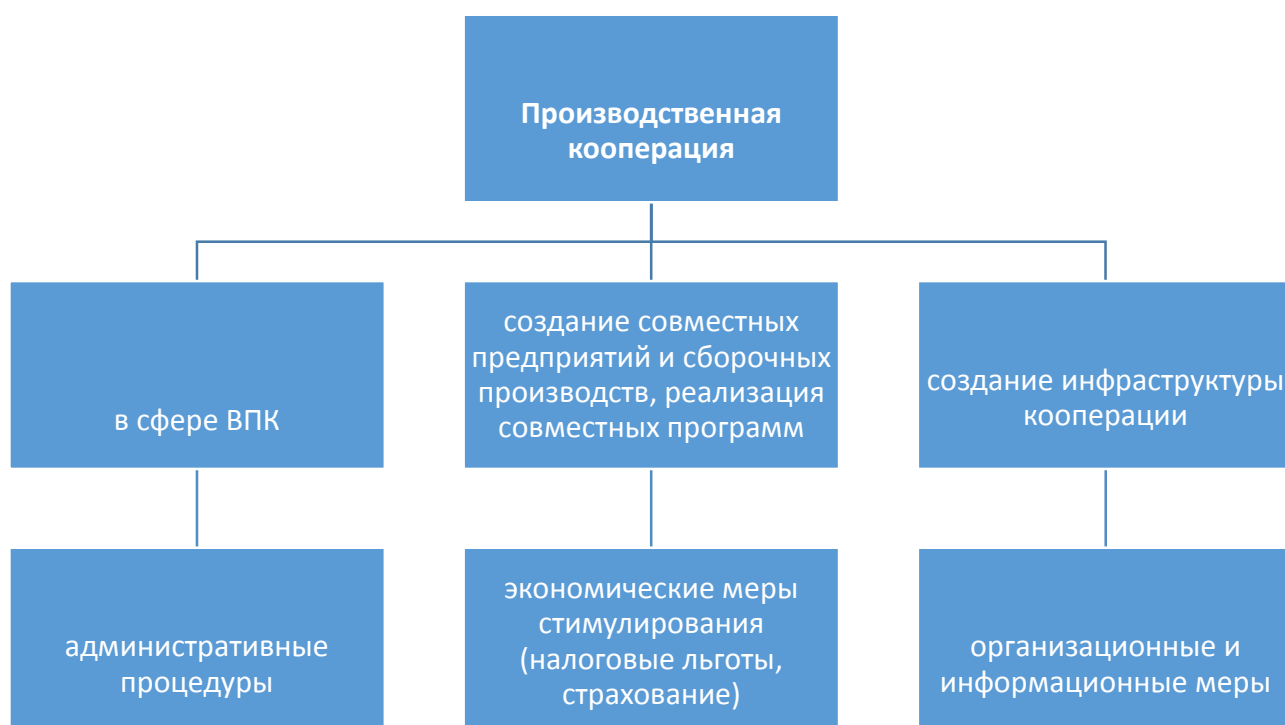 Производственная
кооперация
в сфере ВПК
создание совместных
предприятий и сборочных
производств, реализация
совместных программ
создание инфраструктуры
кооперации
административные
процедуры
экономические меры
стимулирования
(налоговые льготы,
страхование)
организационные и
информационные меры